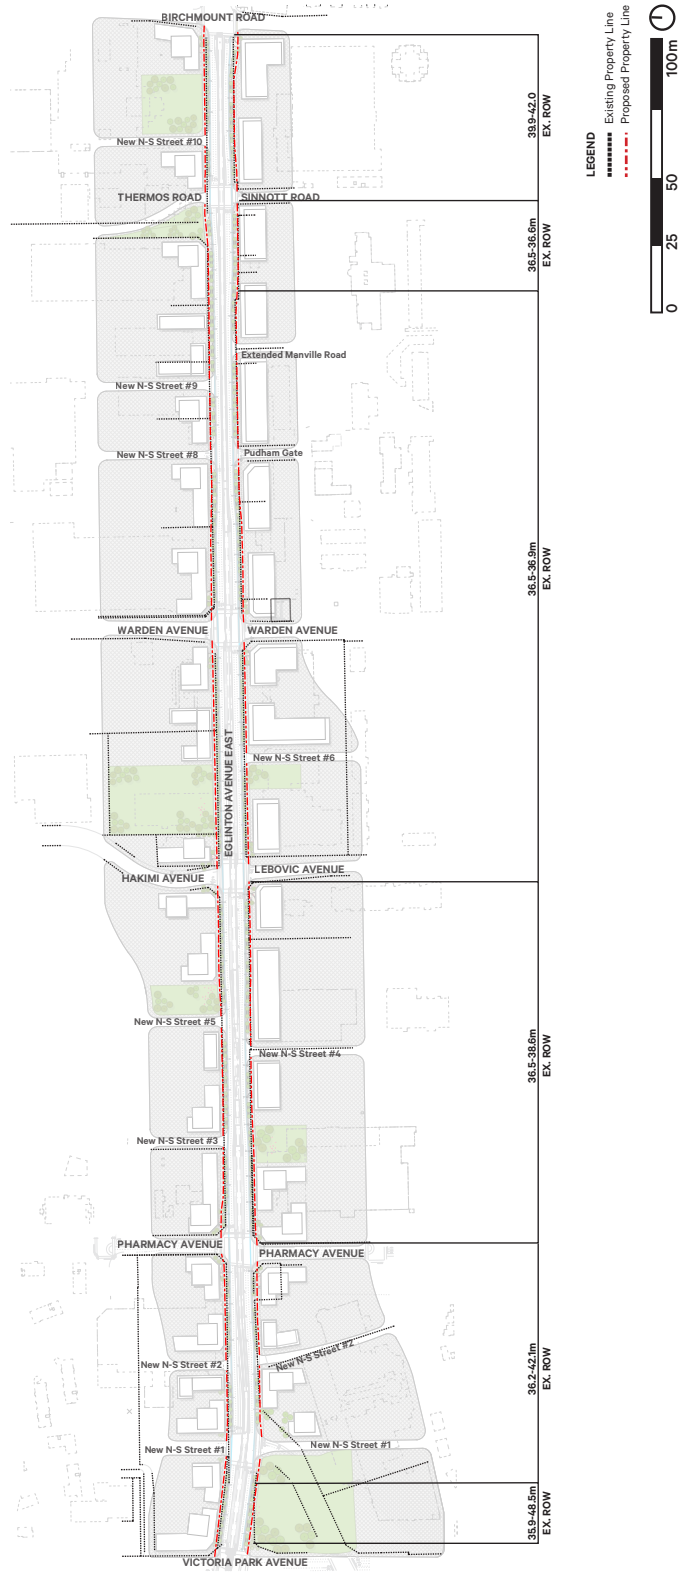 BIRCHMOUNT ROAD
New N-S Street #10
THERMOS ROAD
SINNOTT ROAD
Extended Manville Road
New N-S Street #9
New N-S Street #8
Pudham Gate
WARDEN AVENUE
WARDEN AVENUE
EGLINTON AVENUE EAST
New N-S Street #6
HAKIMI AVENUE
LEBOVIC AVENUE
New N-S Street #5
New N-S Street #4
New N-S Street #3
PHARMACY AVENUE
PHARMACY AVENUE
New N-S Street #2
New N-S Street #2
New N-S Street #1
New N-S Street #1
VICTORIA PARK AVENUE
39.9-42.0
EX. ROW
36.5-36.6m
EX. ROW
36.5-36.9m
EX. ROW
36.5-38.6m
EX. ROW
36.2-42.1m
EX. ROW
35.9-48.5m
EX. ROW
LEGEND
Existing Property Line
Proposed Property Line
0
25
50
100m